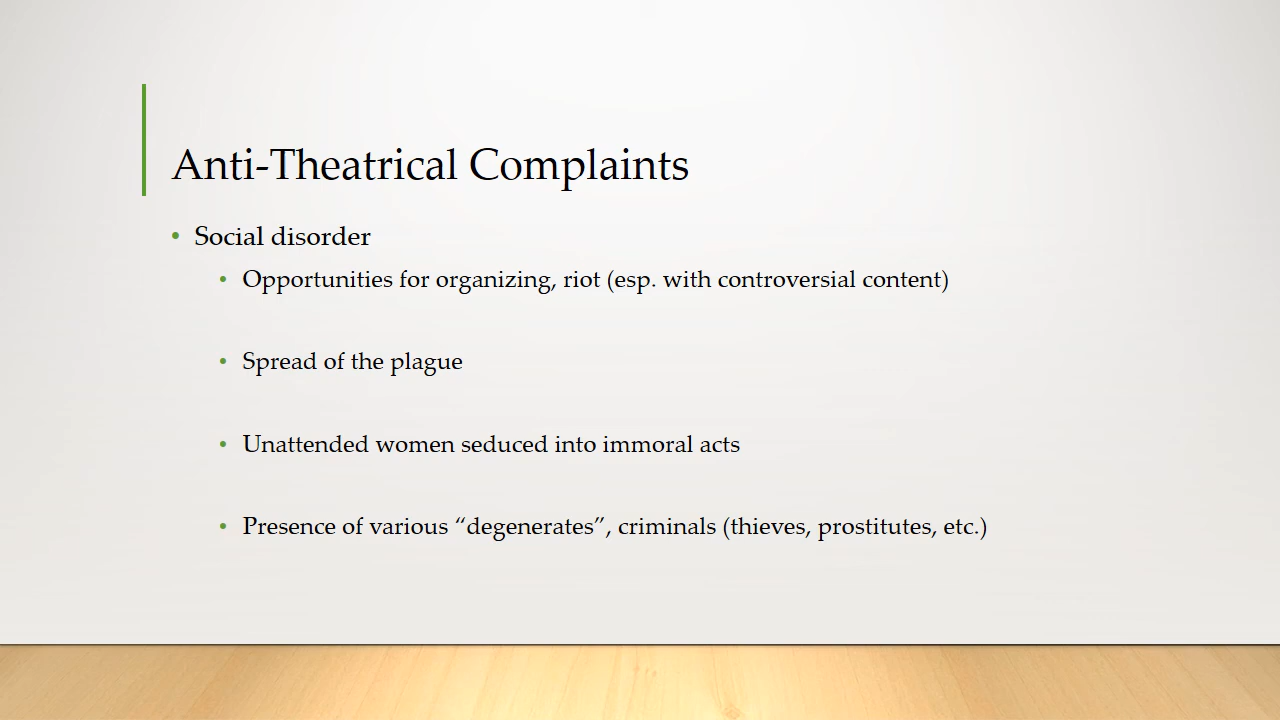 Anti-Theatrical Complaints
• Social disorder
• Opportunities for organizing, riot (esp. with controversial content)
• Spread of the plague
• Unattended women seduced into immoral acts
• Presence of various “degenerates”, criminals (thieves, prostitutes, etc.)